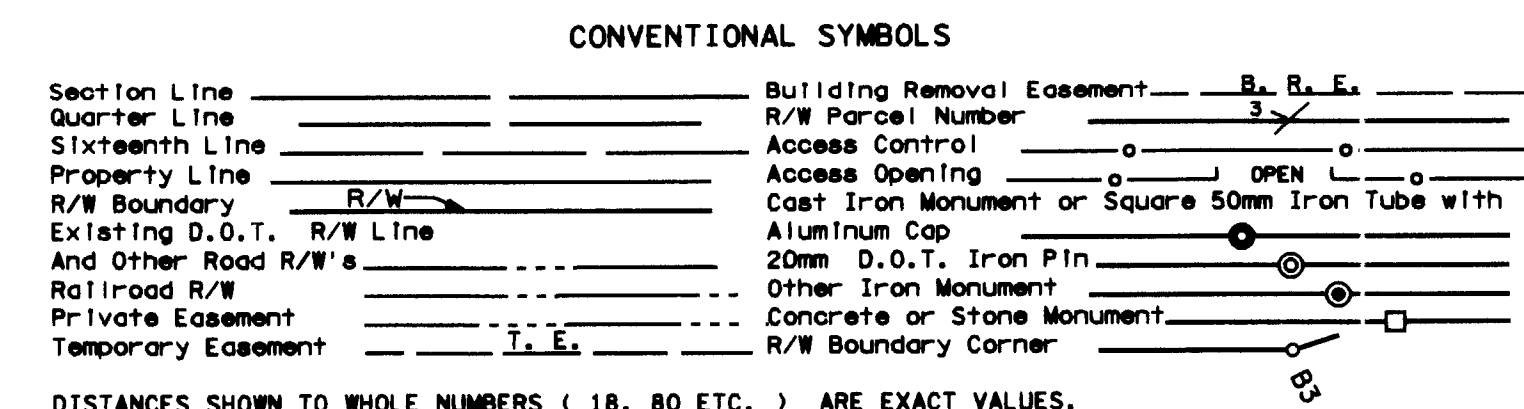 CONVENTIONAL SYMBOLS
Section Line
Quarter Line
Sixteenth Line
Property Line
R/W Boundary R/W
Existing D.O.T. R/W Line
And Other Road R/W's
Railroad R/W
Private Easement
Temporary Easement T. E.
Building Removal Easement B. R. E.
R/W Parcel Number 3
Access Control
Access Opening OPEN
Cast Iron Monument or Square 50mm Iron Tube with
Aluminum Cap
20mm D.O.T. Iron Pin
Other Iron Monument
Concrete or Stone Monument
R/W Boundary Corner
B3
DISTANCES SHOWN TO WHOLE NUMBERS ( 18, 80 ETC. ) ARE EXACT VALUES.